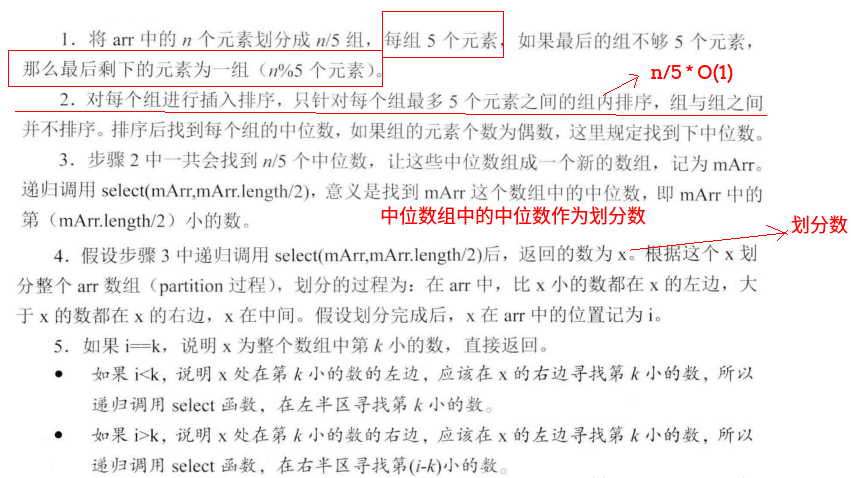 1. 将 arr 中的 n 个元素划分成 n/5 组，每组 5 个元素，如果最后的组不够 5 个元素，
那么最后剩下的元素为一组（n%5 个元素）。
n/5 * O(1)
2. 对每个组进行插入排序，只针对每个组最多 5 个元素之间的组内排序，组与组之间
并不排序。排序后找到每个组的中位数，如果组的元素个数为偶数，这里规定找到下中位数。
3. 步骤 2 中一共会找到 n/5 个中位数，让这些中位数组成一个新的数组，记为 mArr。
递归调用 select(mArr,mArr.length/2)，意义是找到 mArr 这个数组中的中位数，即 mArr 中的
第（mArr.length/2）小的数。
中位数组中的中位数作为划分数
划分数
4. 假设步骤 3 中递归调用 select(mArr,mArr.length/2)后，返回的数为 x。根据这个 x 划
分整个 arr 数组（partition 过程），划分的过程为：在 arr 中，比 x 小的数都在 x 的左边，大
于 x 的数都在 x 的右边，x 在中间。假设划分完成后，x 在 arr 中的位置记为 i。
5. 如果 i==k，说明 x 为整个数组中第 k 小的数，直接返回。
• 如果 i<k，说明 x 处在第 k 小的数的左边，应该在 x 的右边寻找第 k 小的数，所以
递归调用 select 函数，在左半区寻找第 k 小的数。
• 如果 i>k，说明 x 处在第 k 小的数的右边，应该在 x 的左边寻找第 k 小的数，所以
递归调用 select 函数，在右半区寻找第(i-k)小的数。